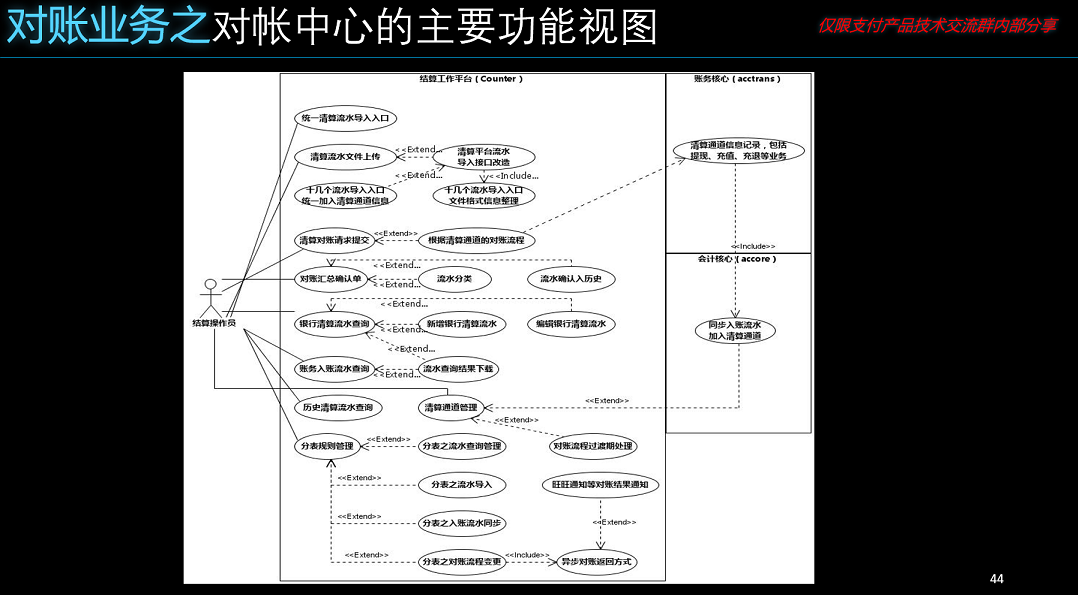 对账业务之对帐中心的主要功能视图
仅限支付产品技术交流群内部分享
结算工作平台 ( Counter )
账务核心 ( acctrans )
统一清算流水导入入口
清算流水文件上传
<<Extend...
清算平台流水
导入接口改造
清算通道信息记录，包括
提现、充值、充退等业务
<<Extend...
<<Include...
十几个流水导入入口
统一加入清算通道信息
十几个流水导入入口
文件格式信息整理
清算对账请求提交
<<Extend>>
根据清算通道的对账流程
<<Include>>
会计核心 ( accore )
<<Extend...
对账汇总确认单
<<Extend...
流水分类
流水确认入历史
<<Extend...
结算操作员
银行清算流水查询
<<Extend...
新增银行清算流水
编辑银行清算流水
同步入账流水
加入清算通道
<<Extend...
账务入账流水查询
<<Extend...
流水查询结果下载
历史清算流水查询
清算通道管理
<<Extend>>
<<Extend>>
分表规则管理
<<Extend>>
分表之流水查询管理
对账流程过渡期处理
<<Extend>>
分表之流水导入
旺旺通知等对账结果通知
<<Extend>>
分表之入账流水同步
<<Extend>>
<<Extend>>
分表之对账流程变更
<<Include>>
异步对账返回方式
44